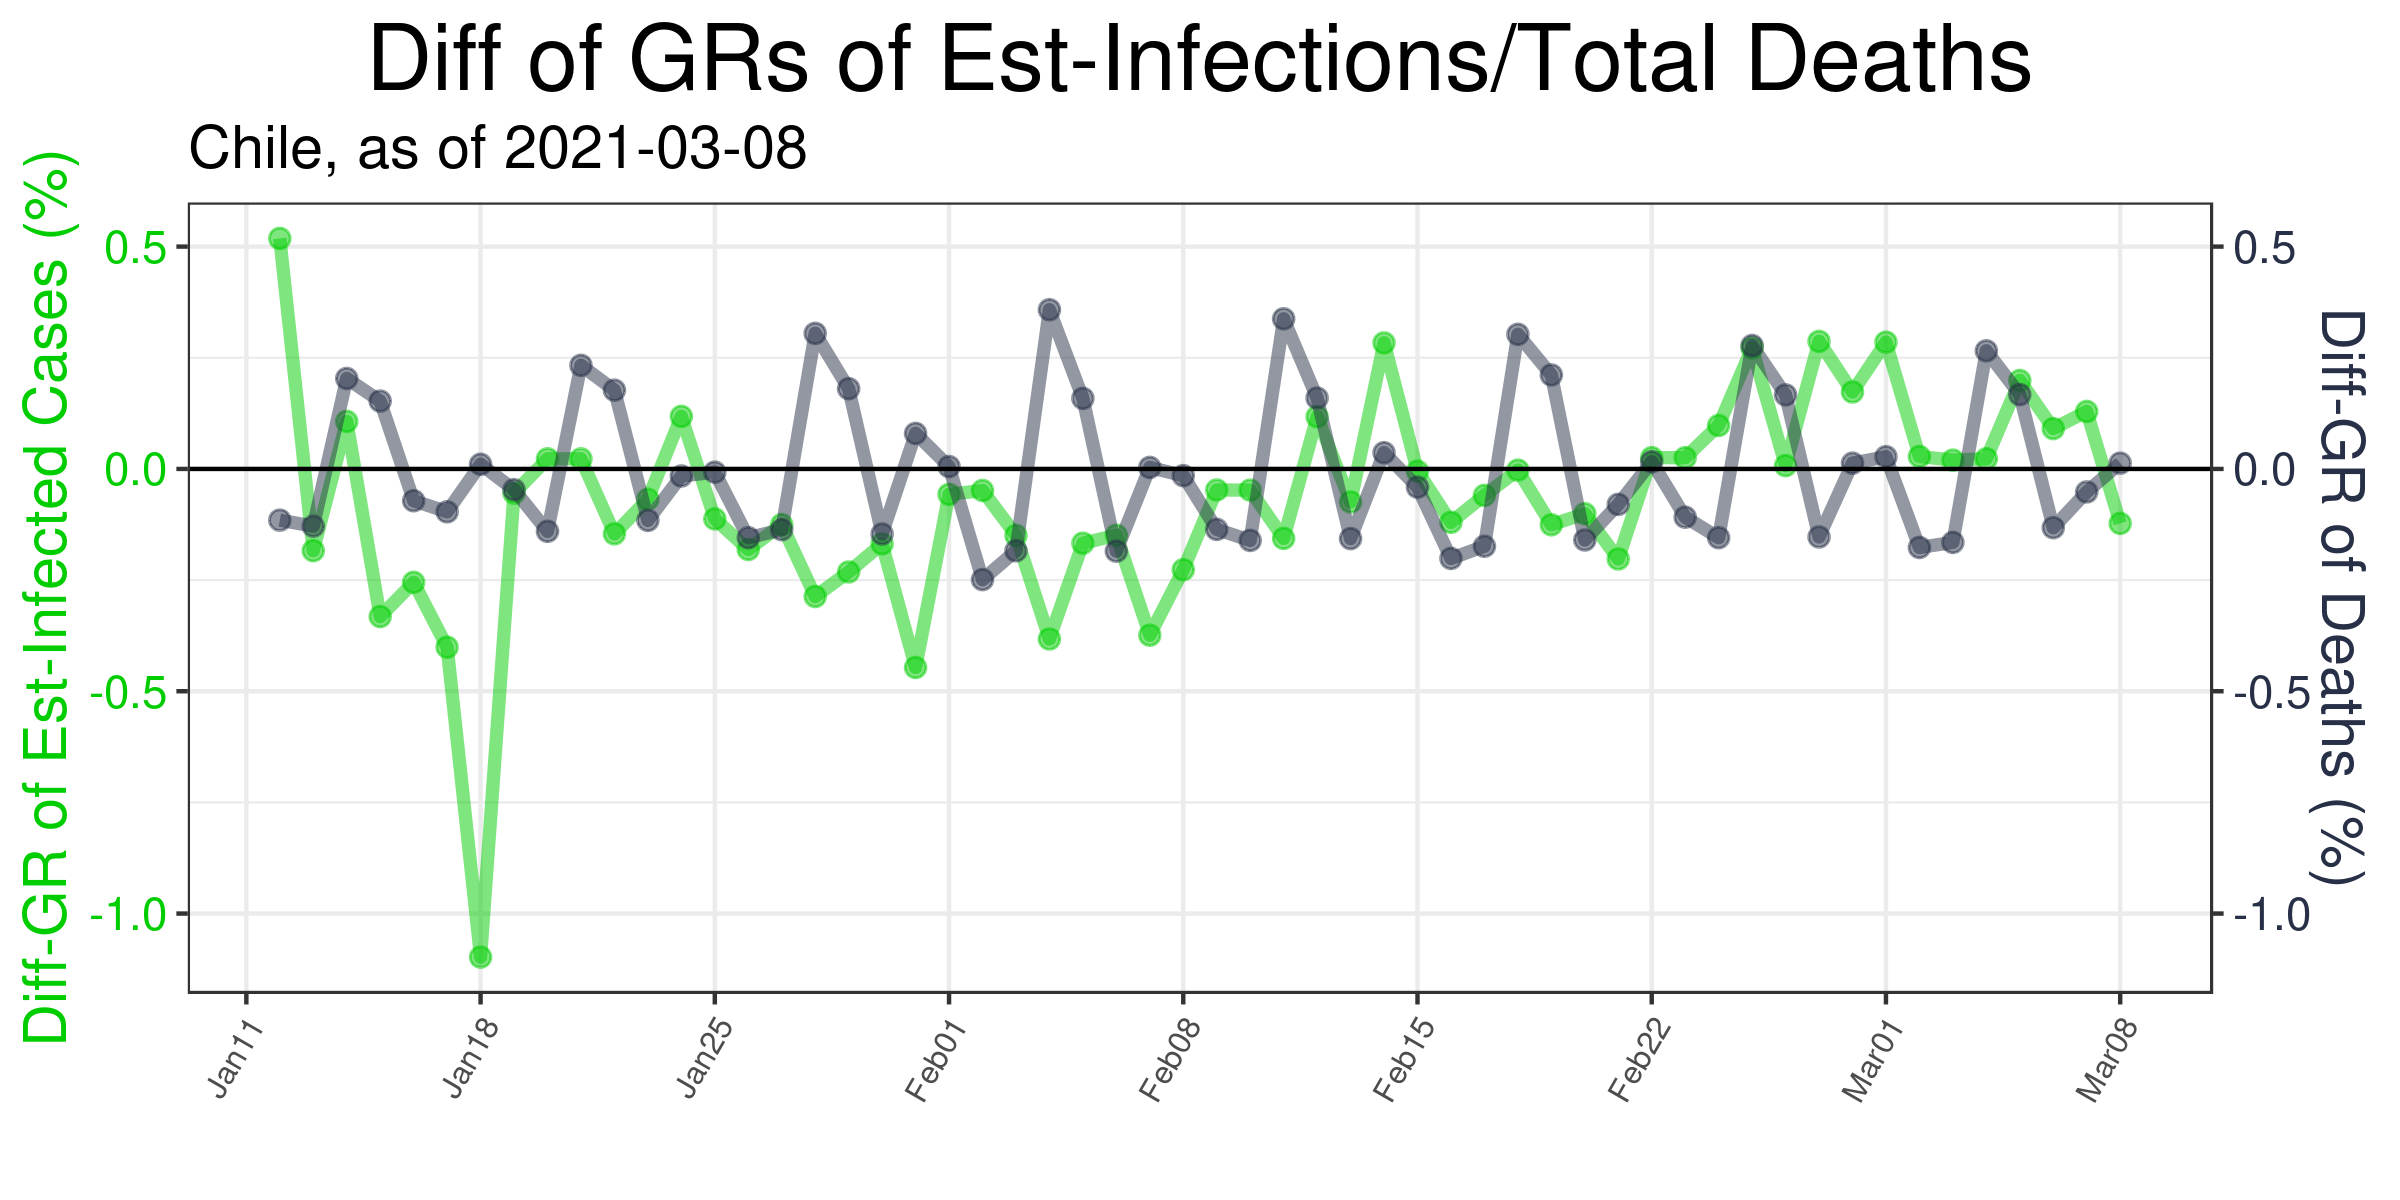 Diff of GRs of Est-Infections/Total Deaths
Chile, as of 2021-03-08
Diff-GR of Est-Infected Cases (%)
0.5
0.0
-0.5
-1.0
0.5
0.0
-0.5
-1.0
Diff-GR of Deaths (%)
Jan11
Jan18
Jan25
Feb01
Feb08
Feb15
Feb22
Mar01
Mar08